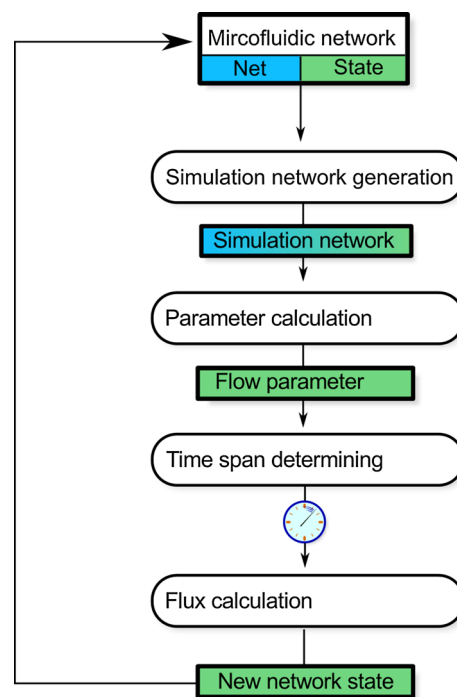 Mircofluidic network
Net State
Simulation network generation
Simulation network
Parameter calculation
Flow parameter
Time span determining
Flux calculation
New network state